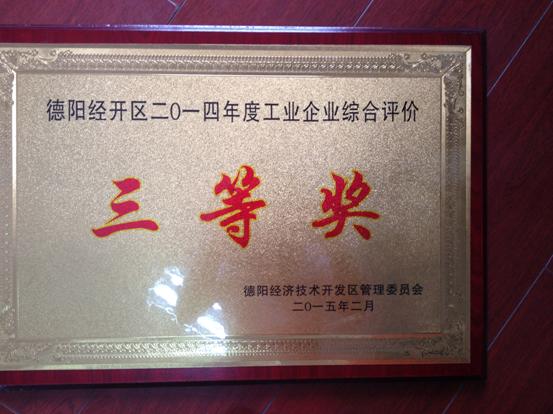 德阳经开区二〇一四年度工业企业综合评价
三等奖
德阳经济技术开发区管理委员会
二〇一五年二月